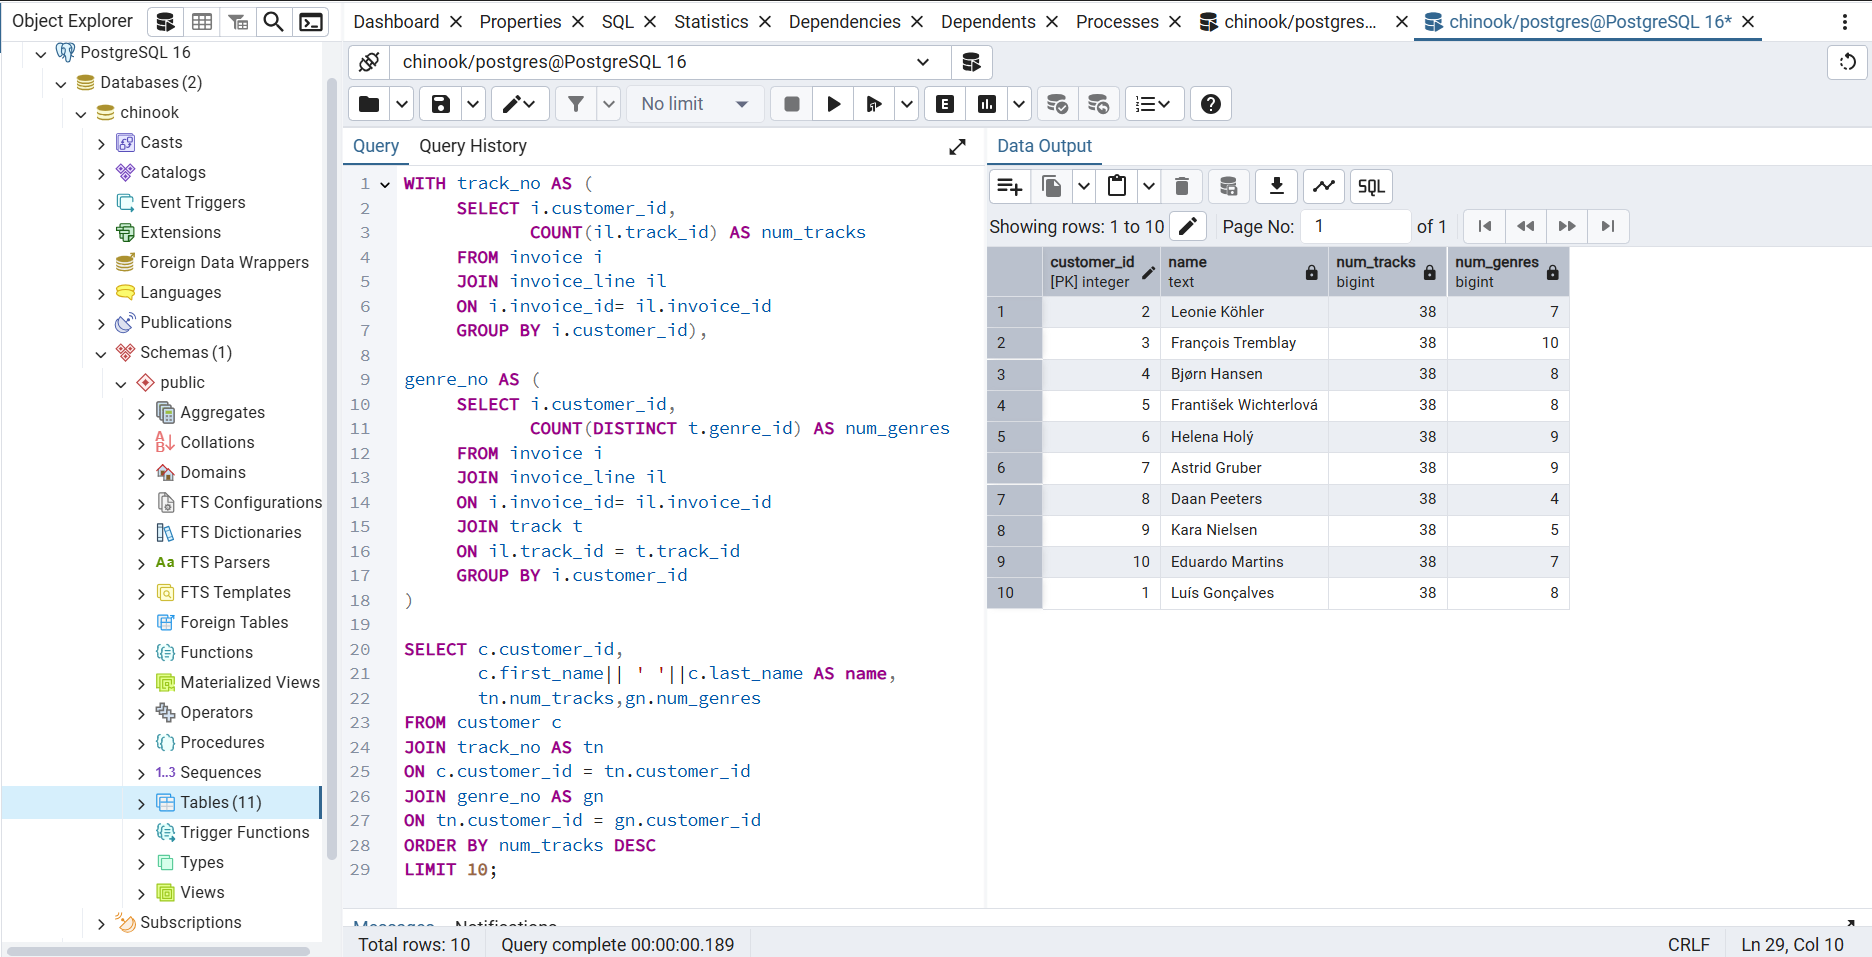 Object Explorer
Dashboard
Properties
SQL
Statistics
Dependencies
Dependents
Processes
chinook/postgres...
chinook/postgres@PostgreSQL 16*
PostgreSQL 16
Databases (2)
chinook
Casts
Catalogs
Event Triggers
Extensions
Foreign Data Wrappers
Languages
Publications
Schemas (1)
public
Aggregates
Collations
Domains
FTS Configurations
FTS Dictionaries
FTS Parsers
FTS Templates
Foreign Tables
Functions
Materialized Views
Operators
Procedures
Sequences
Tables (11)
Trigger Functions
Types
Views
Subscriptions
chinook/postgres@PostgreSQL 16
No limit
Query
Query History
1 WITH track_no AS (
2 SELECT i.customer_id,
3 COUNT(il.track_id) AS num_tracks
4 FROM invoice i
5 JOIN invoice_line il
6 ON i.invoice_id= il.invoice_id
7 GROUP BY i.customer_id),
8
9 genre_no AS (
10 SELECT i.customer_id,
11 COUNT(DISTINCT t.genre_id) AS num_genres
12 FROM invoice i
13 JOIN invoice_line il
14 ON i.invoice_id= il.invoice_id
15 JOIN track t
16 ON il.track_id = t.track_id
17 GROUP BY i.customer_id
18 )
19
20 SELECT c.customer_id,
21 c.first_name|| ' '||c.last_name AS name,
22 tn.num_tracks,gn.num_genres
23 FROM customer c
24 JOIN track_no AS tn
25 ON c.customer_id = tn.customer_id
26 JOIN genre_no AS gn
27 ON tn.customer_id = gn.customer_id
28 ORDER BY num_tracks DESC
29 LIMIT 10;
Data Output
SQL
Showing rows: 1 to 10
Page No: 1 of 1
customer_id [PK] integer
name text
num_tracks bigint
num_genres bigint
1 2 Leonie Köhler 38 7
2 3 François Tremblay 38 10
3 4 Bjørn Hansen 38 8
4 5 František Wichterlová 38 8
5 6 Helena Holý 38 9
6 7 Astrid Gruber 38 9
7 8 Daan Peeters 38 4
8 9 Kara Nielsen 38 5
9 10 Eduardo Martins 38 7
10 1 Luís Gonçalves 38 8
Messages
Notifications
Total rows: 10
Query complete 00:00:00.189
CRLF
Ln 29, Col 10